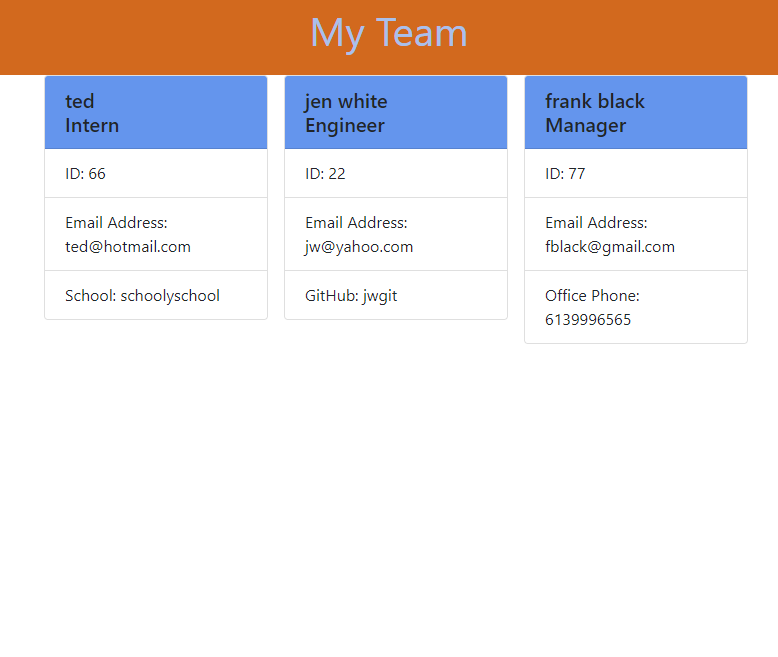 My Team
ted
Intern
ID: 66
Email Address:
ted@hotmail.com
School: schoolyschool
jen white
Engineer
ID: 22
Email Address:
jw@yahoo.com
GitHub: jwgit
frank black
Manager
ID: 77
Email Address:
fblack@gmail.com
Office Phone:
6139996565